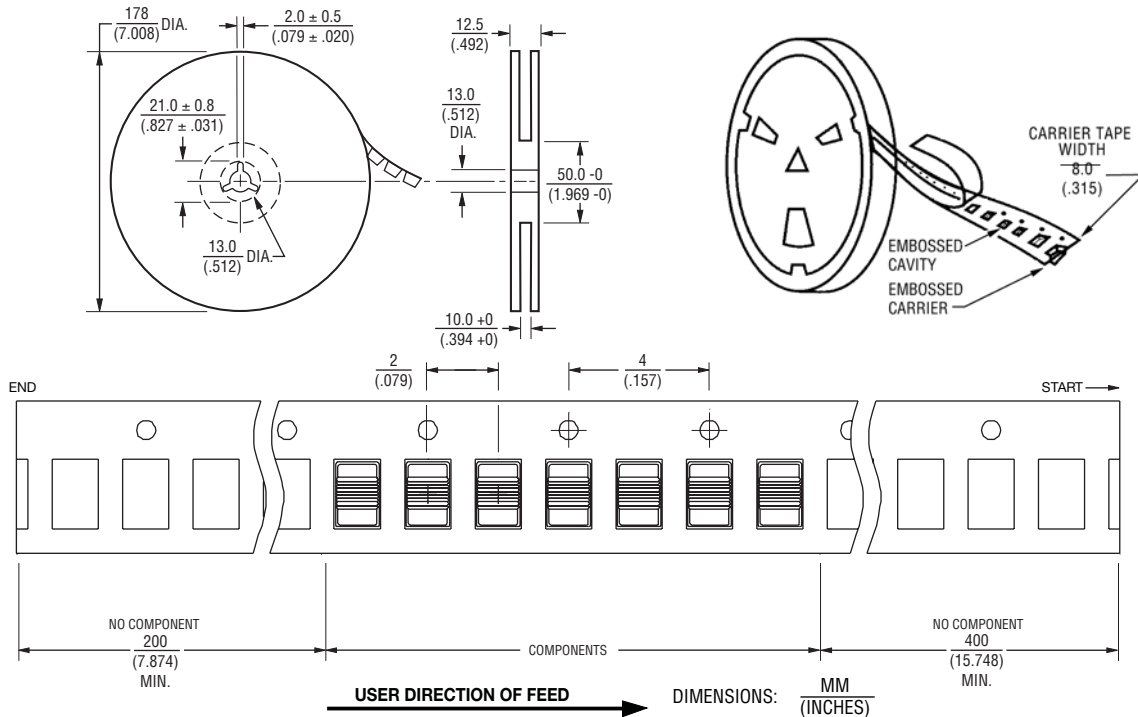 178
(7.008) DIA.
2.0 ± 0.5
(.079 ± .020)
12.5
(.492)
21.0 ± 0.8
(.827 ± .031)
13.0
(.512)
DIA.
50.0 -0
(1.969 -0)
13.0
(.512) DIA.
10.0 +0
(.394 +0)
CARRIER TAPE
WIDTH
8.0
(.315)
EMBOSSED
CAVITY
EMBOSSED
CARRIER
2
(.079)
4
(.157)
END
START
NO COMPONENT
200
(7.874)
MIN.
COMPONENTS
NO COMPONENT
400
(15.748)
MIN.
USER DIRECTION OF FEED
DIMENSIONS: MM
(INCHES)